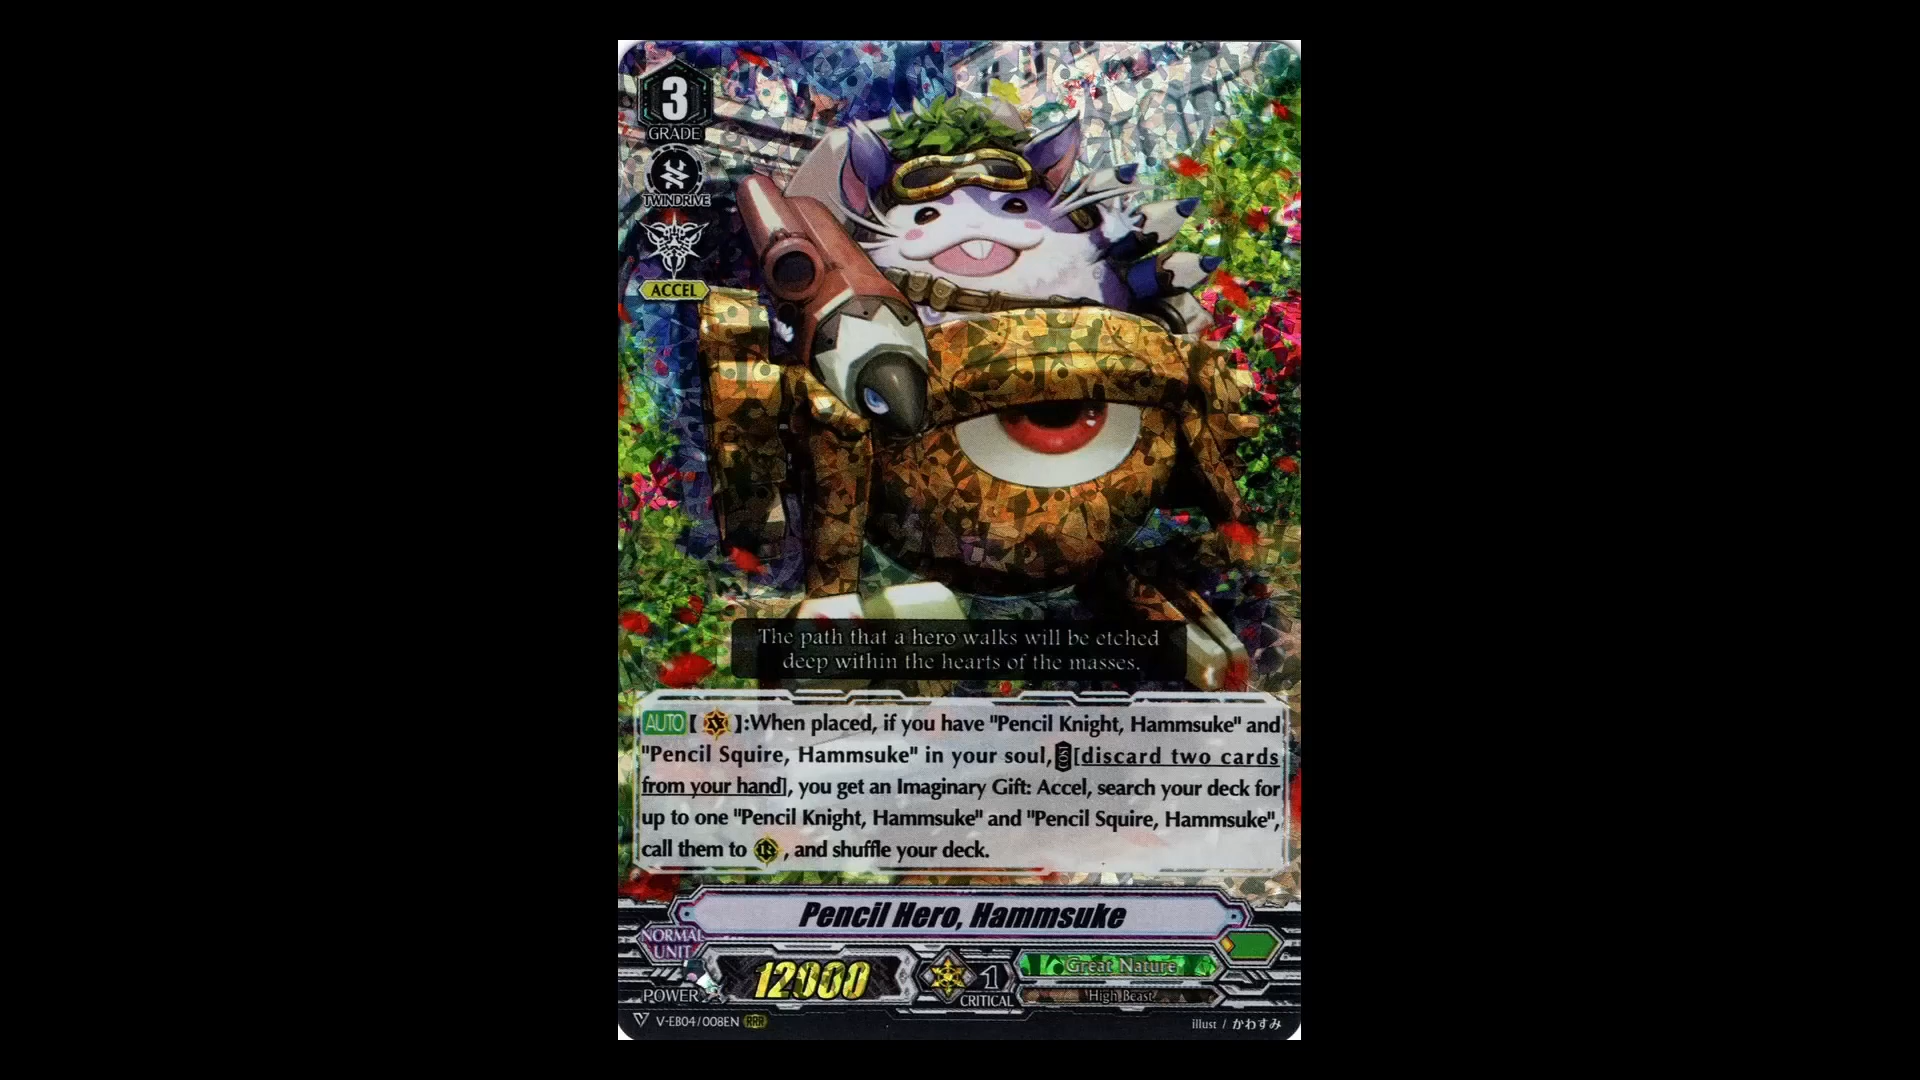 3
GRADE
TWINDRIVE
ACCEL
The path that a hero walks will be etched
deep within the hearts of the masses.
AUTO【 V 】:When placed, if you have "Pencil Knight, Hammsuke" and
"Pencil Squire, Hammsuke" in your soul, COST [discard two cards
from your hand], you get an Imaginary Gift: Accel, search your deck for
up to one "Pencil Knight, Hammsuke" and "Pencil Squire, Hammsuke",
call them to R , and shuffle your deck.
Pencil Hero, Hammsuke
NORMAL
UNIT
POWER 12000
1
CRITICAL
Great Nature
High Beast
V-EB04/008EN RRR
illust / かわすみ